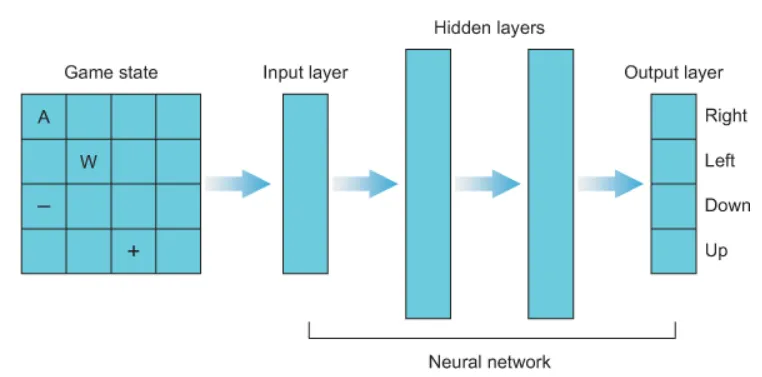 Hidden layers
Game state
Input layer
Output layer
A
Right
W
Left
–
Down
+
Up
Neural network